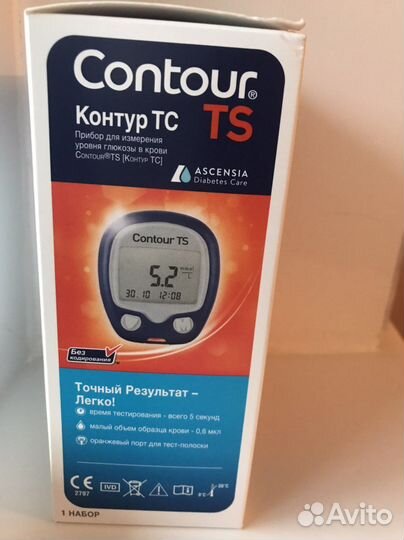 Contour®
TS
Контур ТС
Прибор для измерения
уровня глюкозы в крови
CONTOUR®TS [КОНТУР ТС]
ASCENSIA
Diabetes Care
Contour TS
5.2
mmol
L
30.10 12:08
M
Без
кодирования
Точный Результат –
Легко!
время тестирования - всего 5 секунд
малый объем образца крови - 0,6 мкл
оранжевый порт для тест-полоски
CE
2797
IVD
1 НАБОР
Avito